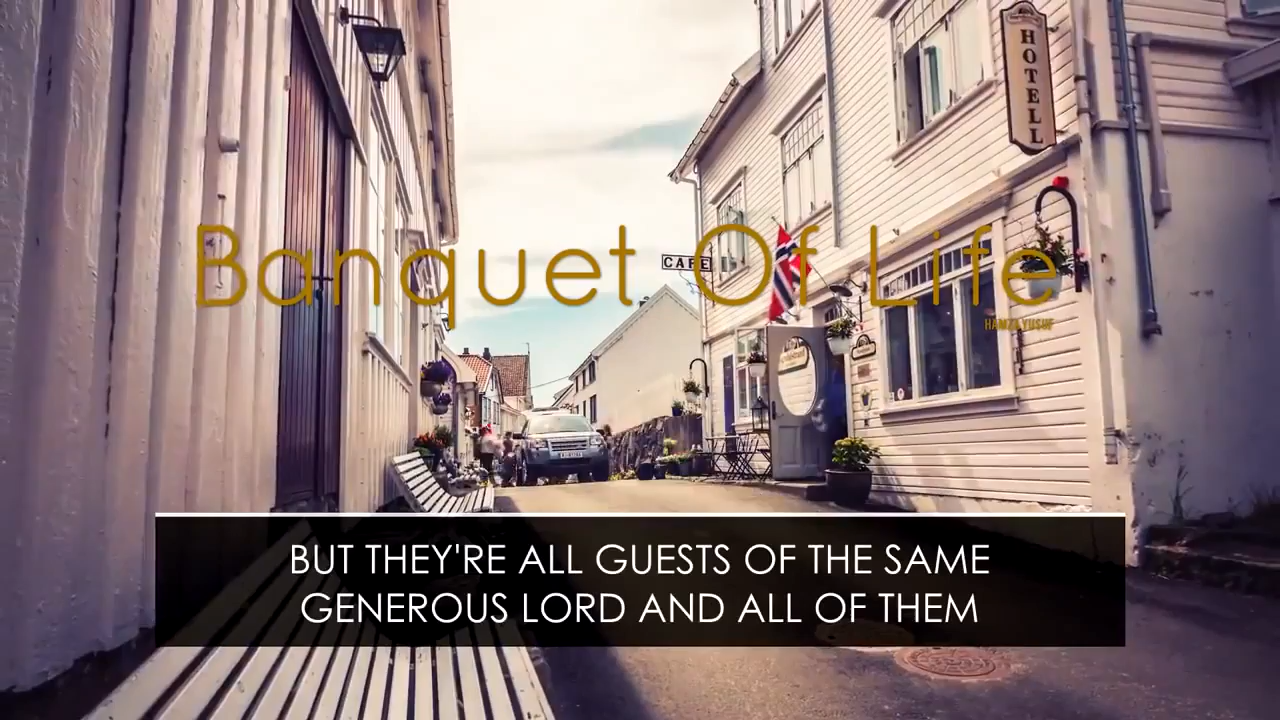 HOTELL
CAFE
Banquet Of Life
HAMZA YUSUF
BUT THEY'RE ALL GUESTS OF THE SAME
GENEROUS LORD AND ALL OF THEM